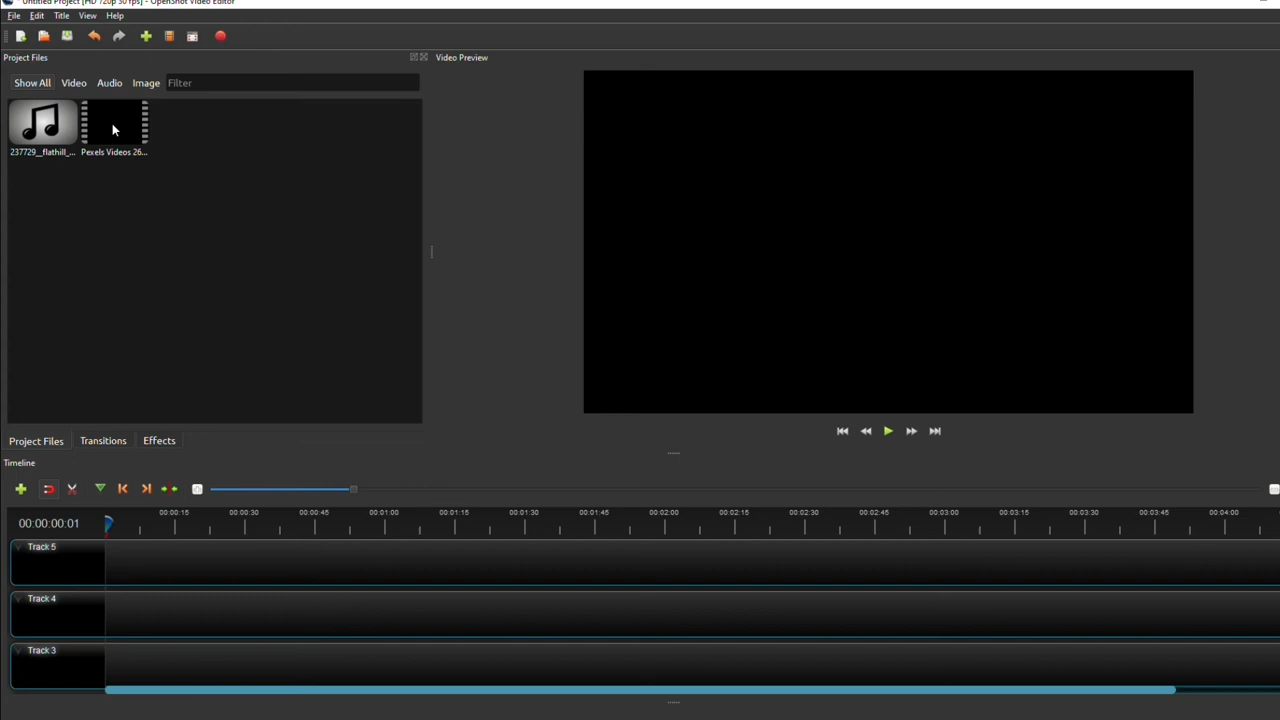 * Untitled Project [HD 720p 30 fps] - OpenShot Video Editor
File Edit Title View Help
Project Files
Video Preview
Show All Video Audio Image Filter
237729__flathill_... Pexels Videos 26...
Project Files Transitions Effects
Timeline
00:00:00:01
00:00:15 00:00:30 00:00:45 00:01:00 00:01:15 00:01:30 00:01:45 00:02:00 00:02:15 00:02:30 00:02:45 00:03:00 00:03:15 00:03:30 00:03:45 00:04:00
Track 5
Track 4
Track 3